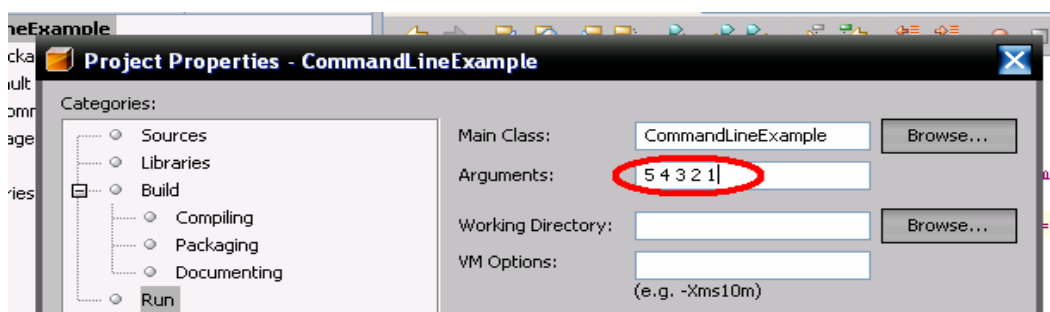 Example
Project Properties - CommandLineExample
Categories:
Sources
Libraries
Build
Compiling
Packaging
Documenting
Run
Main Class:
CommandLineExample
Browse...
Arguments:
5 4 3 2 1
Working Directory:
Browse...
VM Options:
(e.g. -Xms10m)